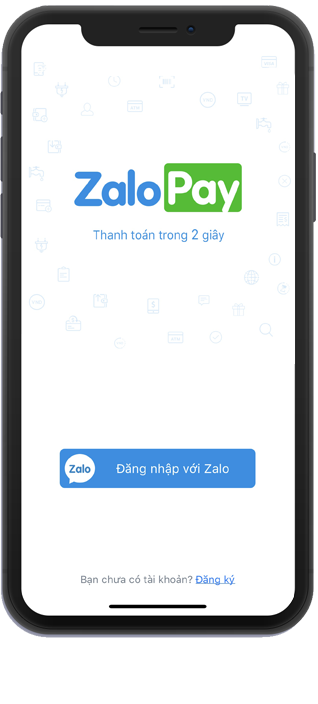 ZaloPay
Thanh toán trong 2 giây
Zalo
Đăng nhập với Zalo
Bạn chưa có tài khoản? Đăng ký